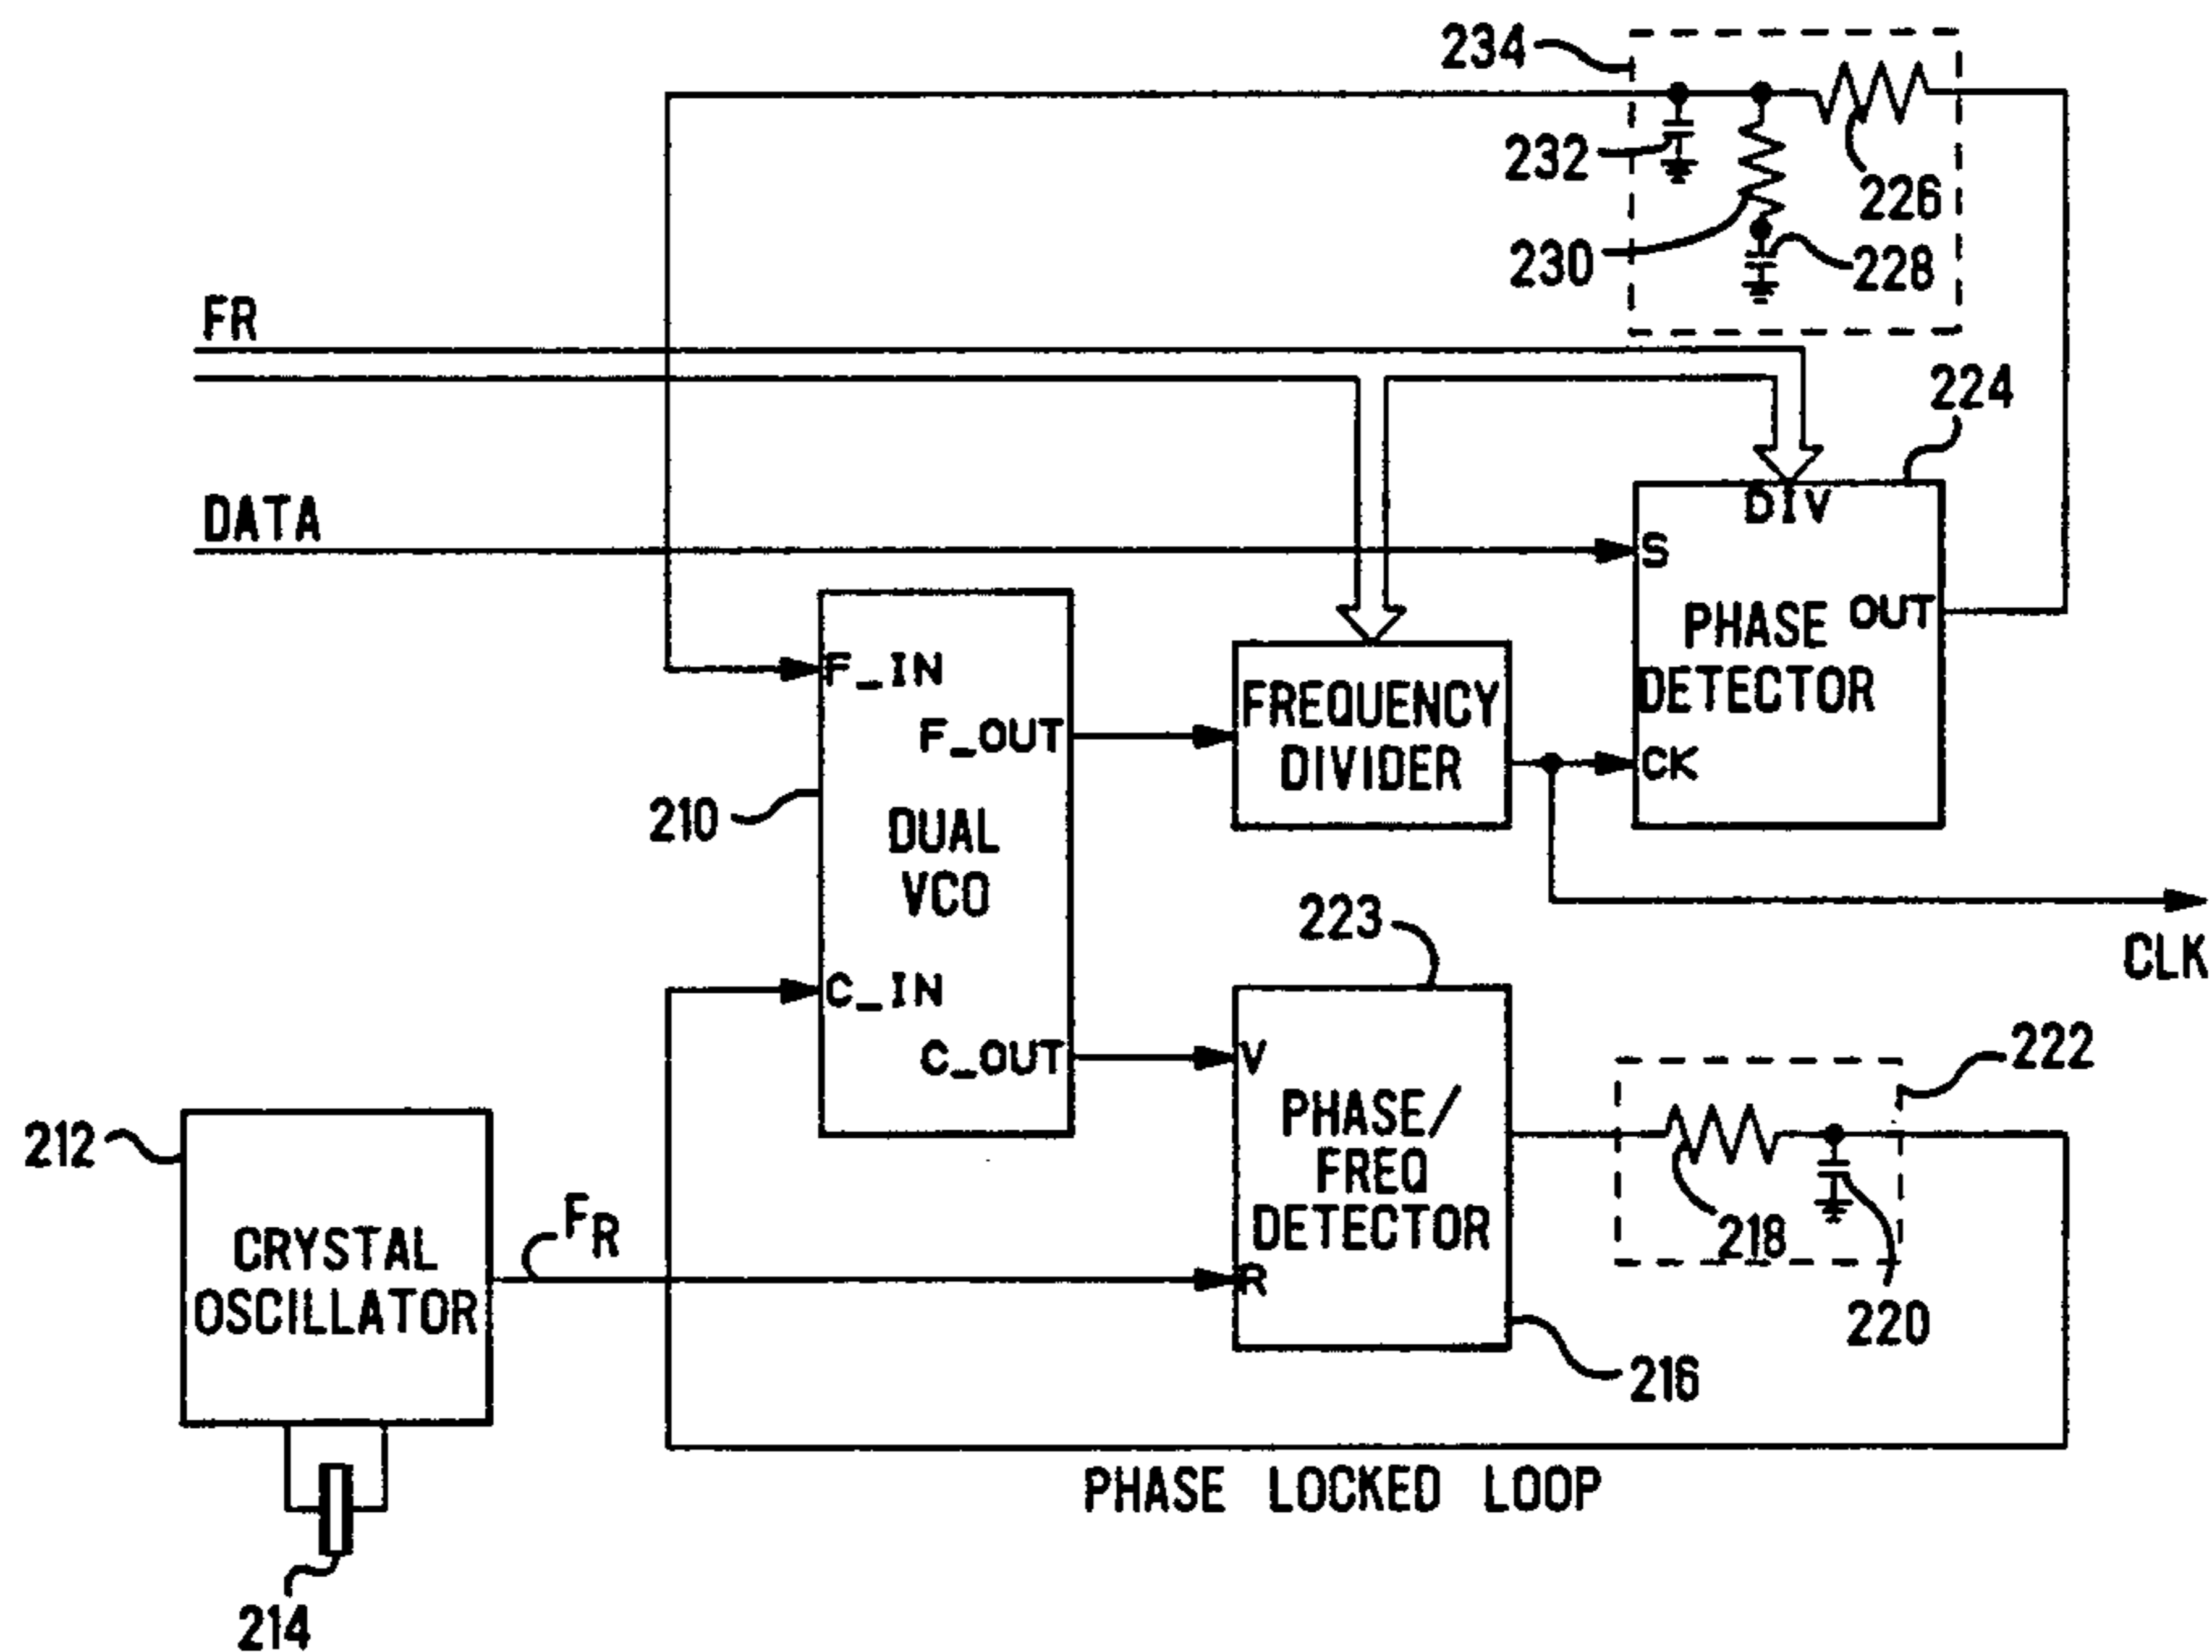 234
232
226
230
228
FR
224
DATA
DIV
S
PHASE
DETECTOR
OUT
CK
F_IN
F_OUT
FREQUENCY
DIVIDER
210
DUAL
VCO
CLK
223
C_IN
C_OUT
V
PHASE/
FREQ
DETECTOR
R
222
218
220
216
212
CRYSTAL
OSCILLATOR
FR
PHASE LOCKED LOOP
214